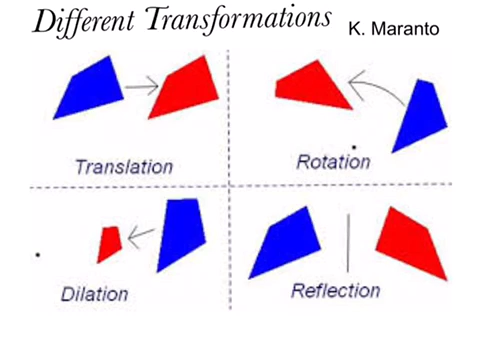 Different Transformations
K. Maranto
Translation
Rotation
Dilation
Reflection